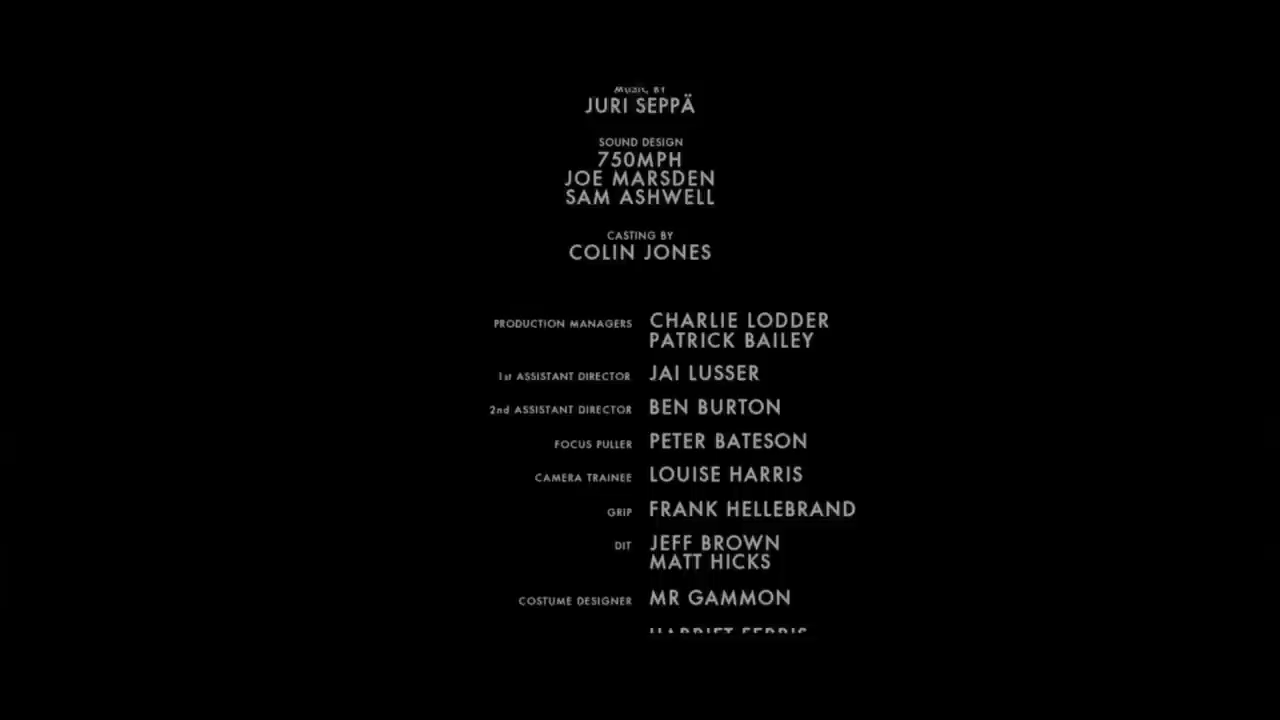 MUSIC BY
JURI SEPPÄ
SOUND DESIGN
750MPH
JOE MARSDEN
SAM ASHWELL
CASTING BY
COLIN JONES
PRODUCTION MANAGERS CHARLIE LODDER
PATRICK BAILEY
1st ASSISTANT DIRECTOR JAI LUSSER
2nd ASSISTANT DIRECTOR BEN BURTON
FOCUS PULLER PETER BATESON
CAMERA TRAINEE LOUISE HARRIS
GRIP FRANK HELLEBRAND
DIT JEFF BROWN
MATT HICKS
COSTUME DESIGNER MR GAMMON